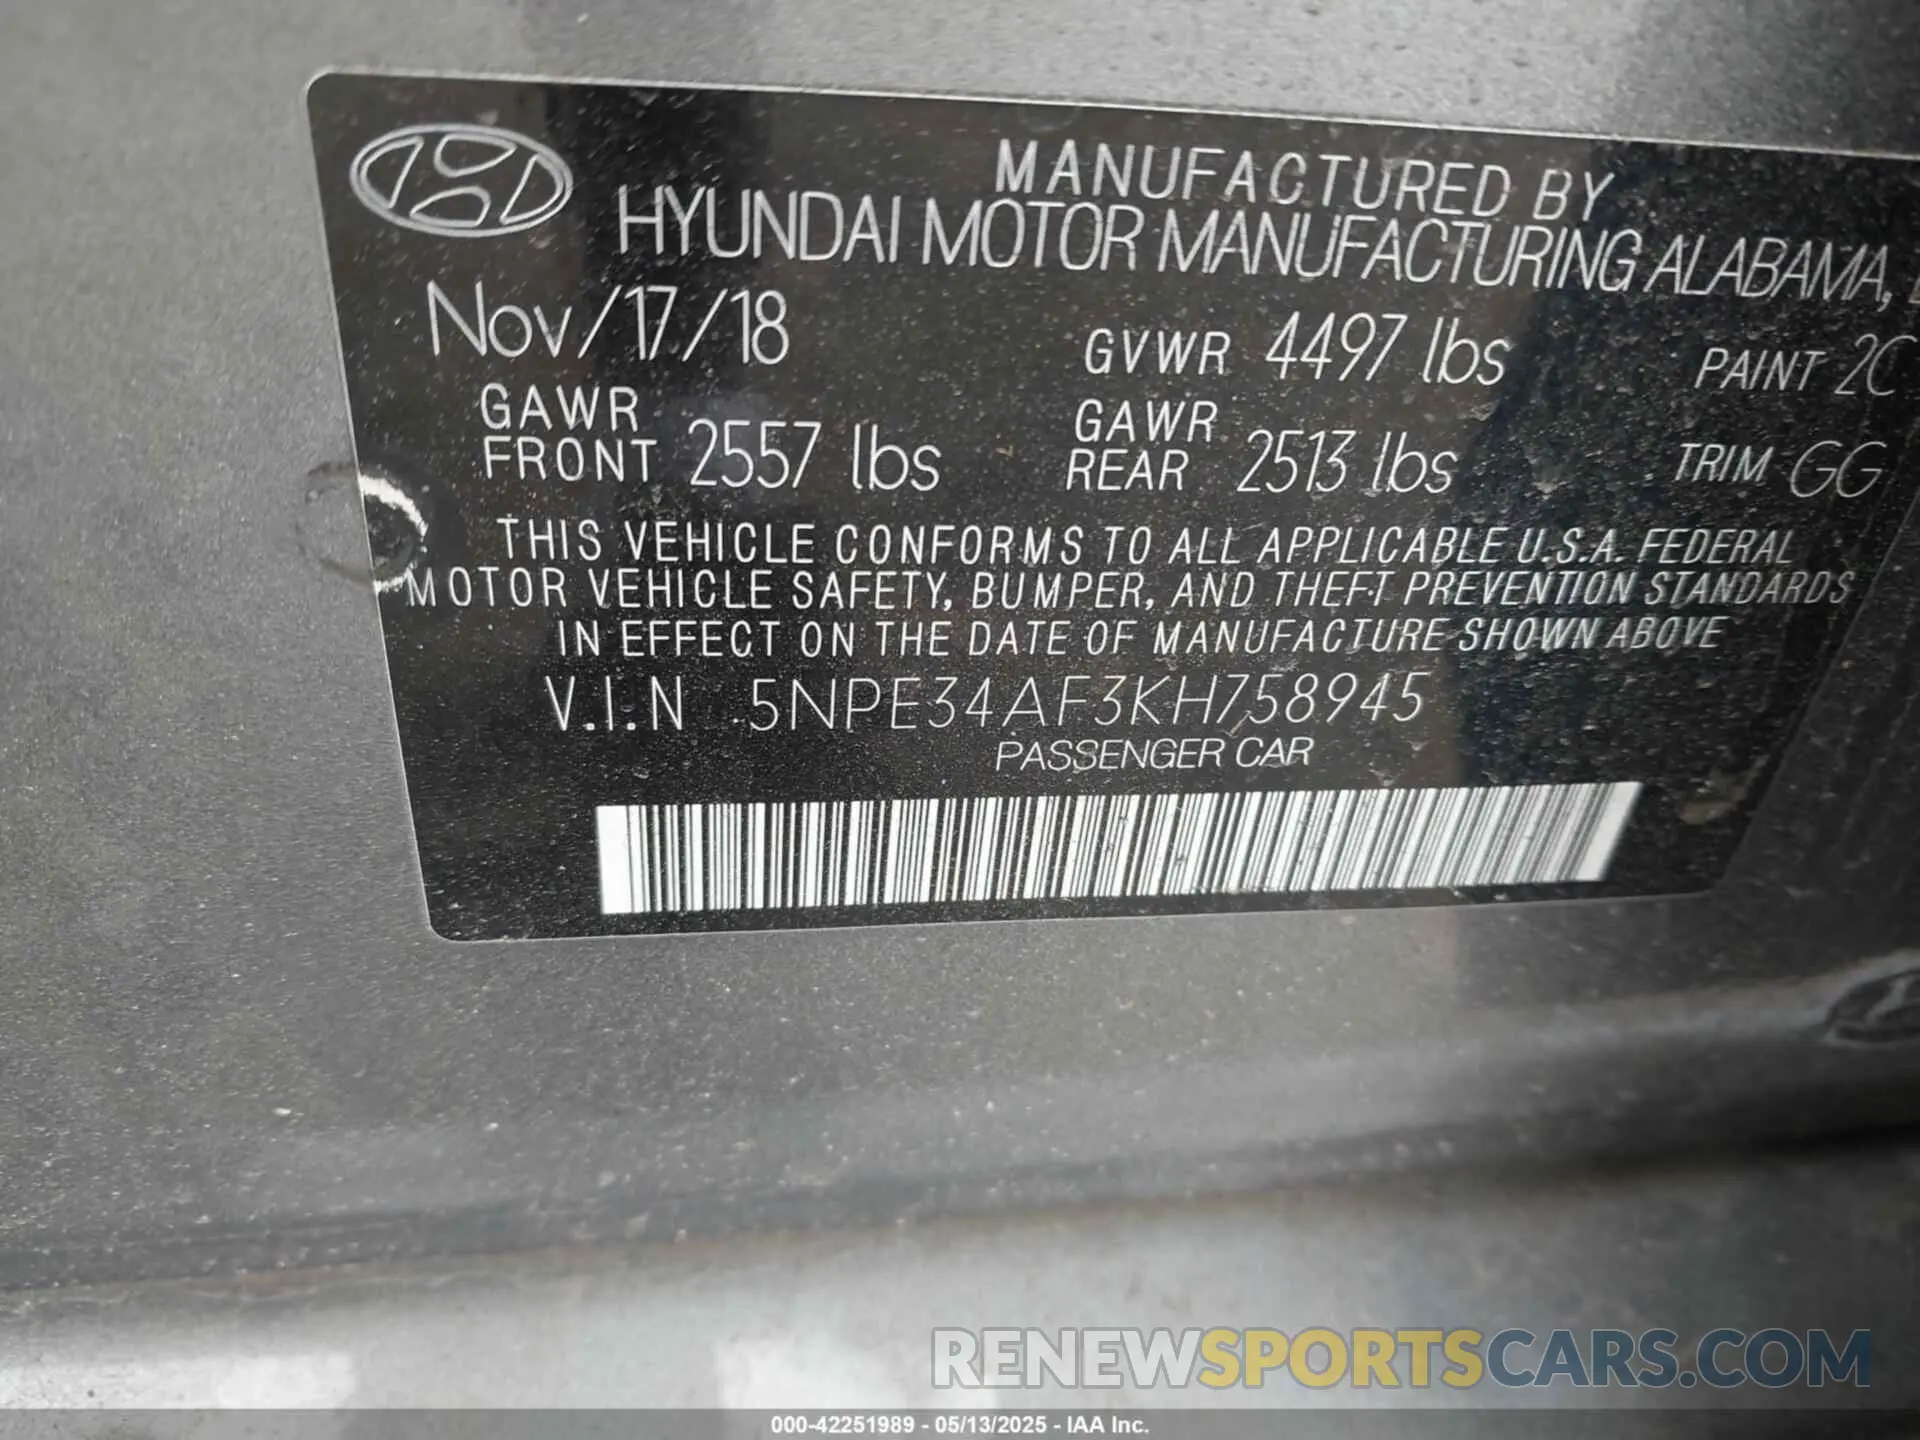 MANUFACTURED BY
HYUNDAI MOTOR MANUFACTURING ALABAMA,
Nov/17/18 GVWR 4497 lbs PAINT 2C
GAWR FRONT 2557 lbs GAWR REAR 2513 lbs TRIM GG
THIS VEHICLE CONFORMS TO ALL APPLICABLE U.S.A. FEDERAL
MOTOR VEHICLE SAFETY, BUMPER, AND THEFT PREVENTION STANDARDS
IN EFFECT ON THE DATE OF MANUFACTURE SHOWN ABOVE
V.I.N 5NPE34AF3KH758945
PASSENGER CAR
RENEWSPORTSCARS.COM
000-42251989 - 05/13/2025 - IAA Inc.